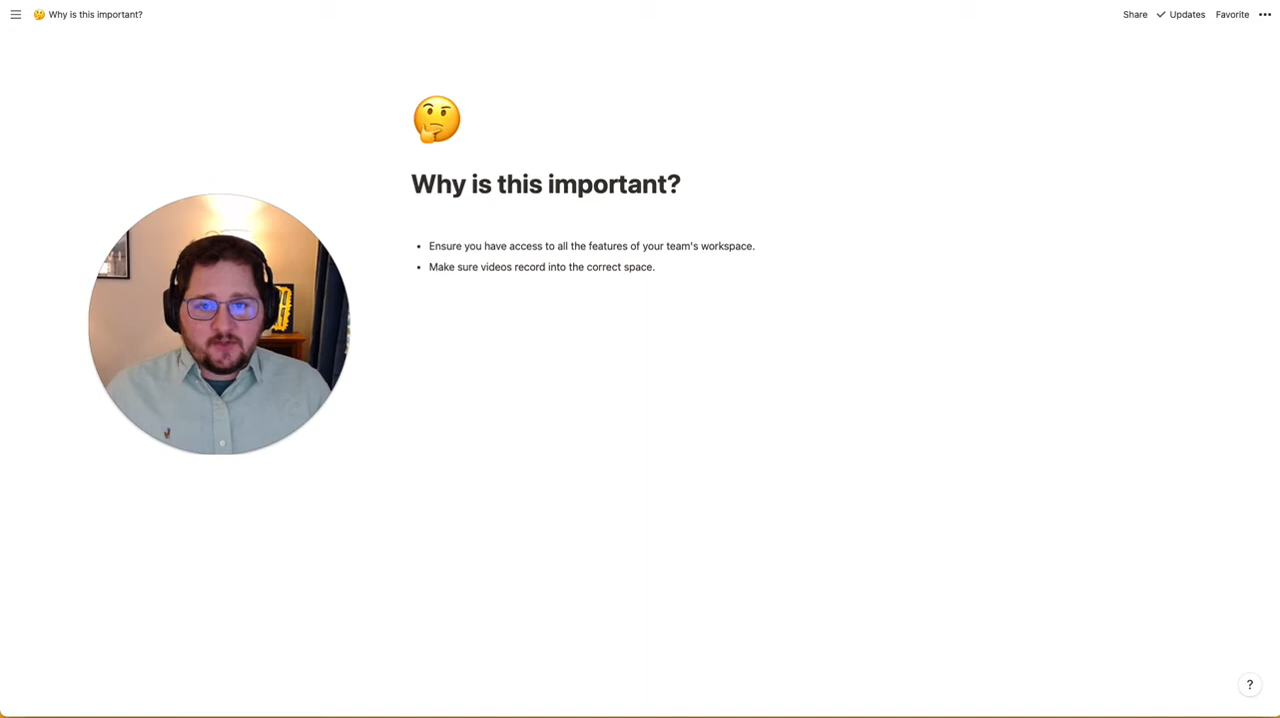 Why is this important?
Share
Updates
Favorite
Why is this important?
Ensure you have access to all the features of your team's workspace.
Make sure videos record into the correct space.
?